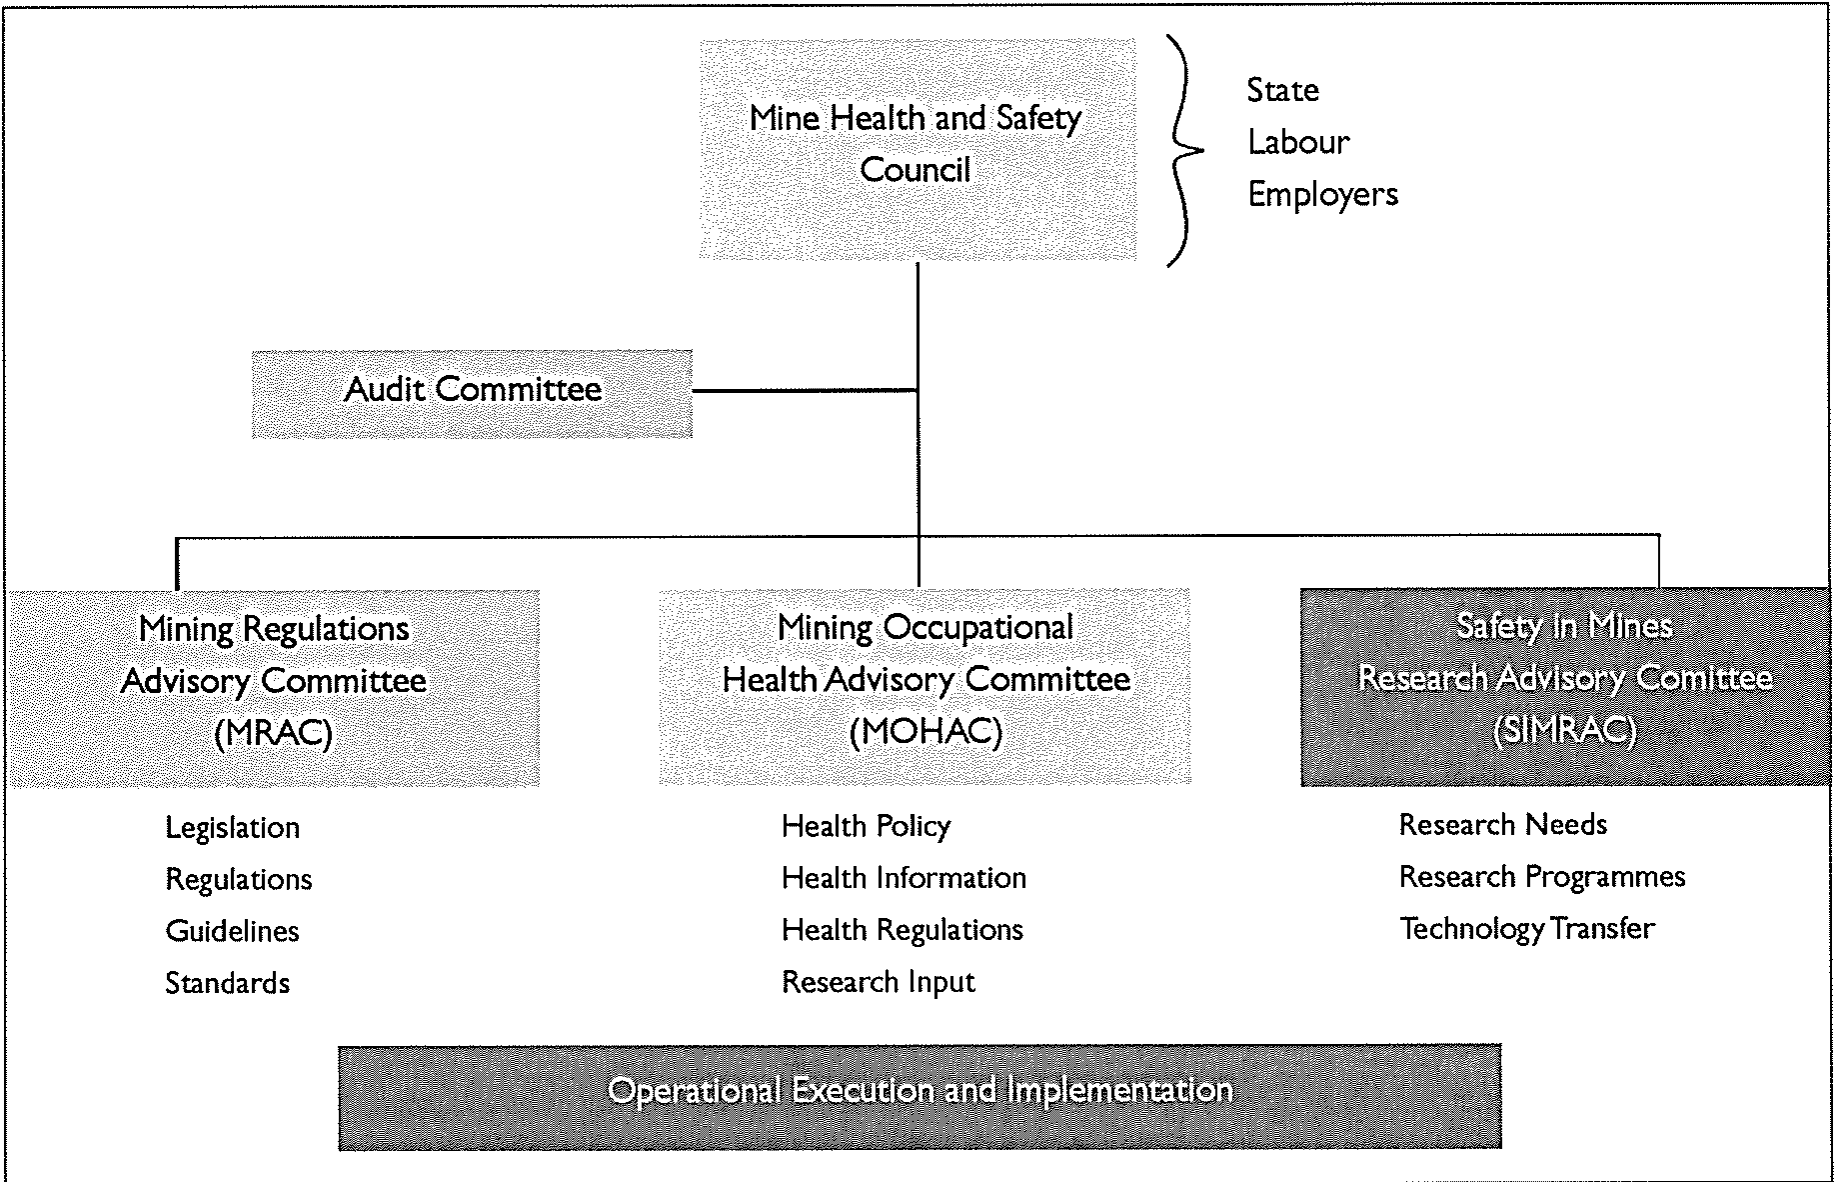 Mine Health and Safety
Council
State
Labour
Employers
Audit Committee
Mining Regulations
Advisory Committee
(MRAC)
Legislation
Regulations
Guidelines
Standards
Mining Occupational
Health Advisory Committee
(MOHAC)
Health Policy
Health Information
Health Regulations
Research Input
Safety in Mines
Research Advisory Comittee
(SIMRAC)
Research Needs
Research Programmes
Technology Transfer
Operational Execution and Implementation